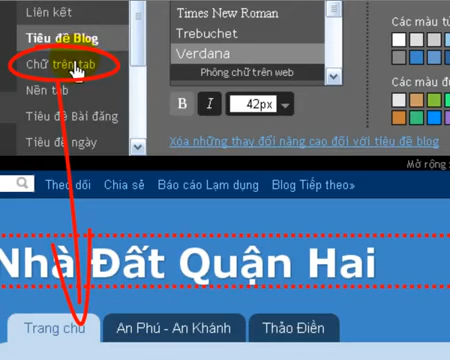 Liên kết
Tiêu đề Blog
Chữ trên tab
Nền tab
Tiêu đề Bài đăng
Tiêu đề ngày
Times New Roman
Trebuchet
Verdana
Phông chữ trên web
B I 42px
Các màu
Các màu
Xóa những thay đổi nâng cao đối với tiêu đề blog
Mở rộng
Theo dõi Chia sẻ Báo cáo Lạm dụng Blog Tiếp theo»
Nhà Đất Quận Hai
Trang chủ An Phú - An Khánh Thảo Điền